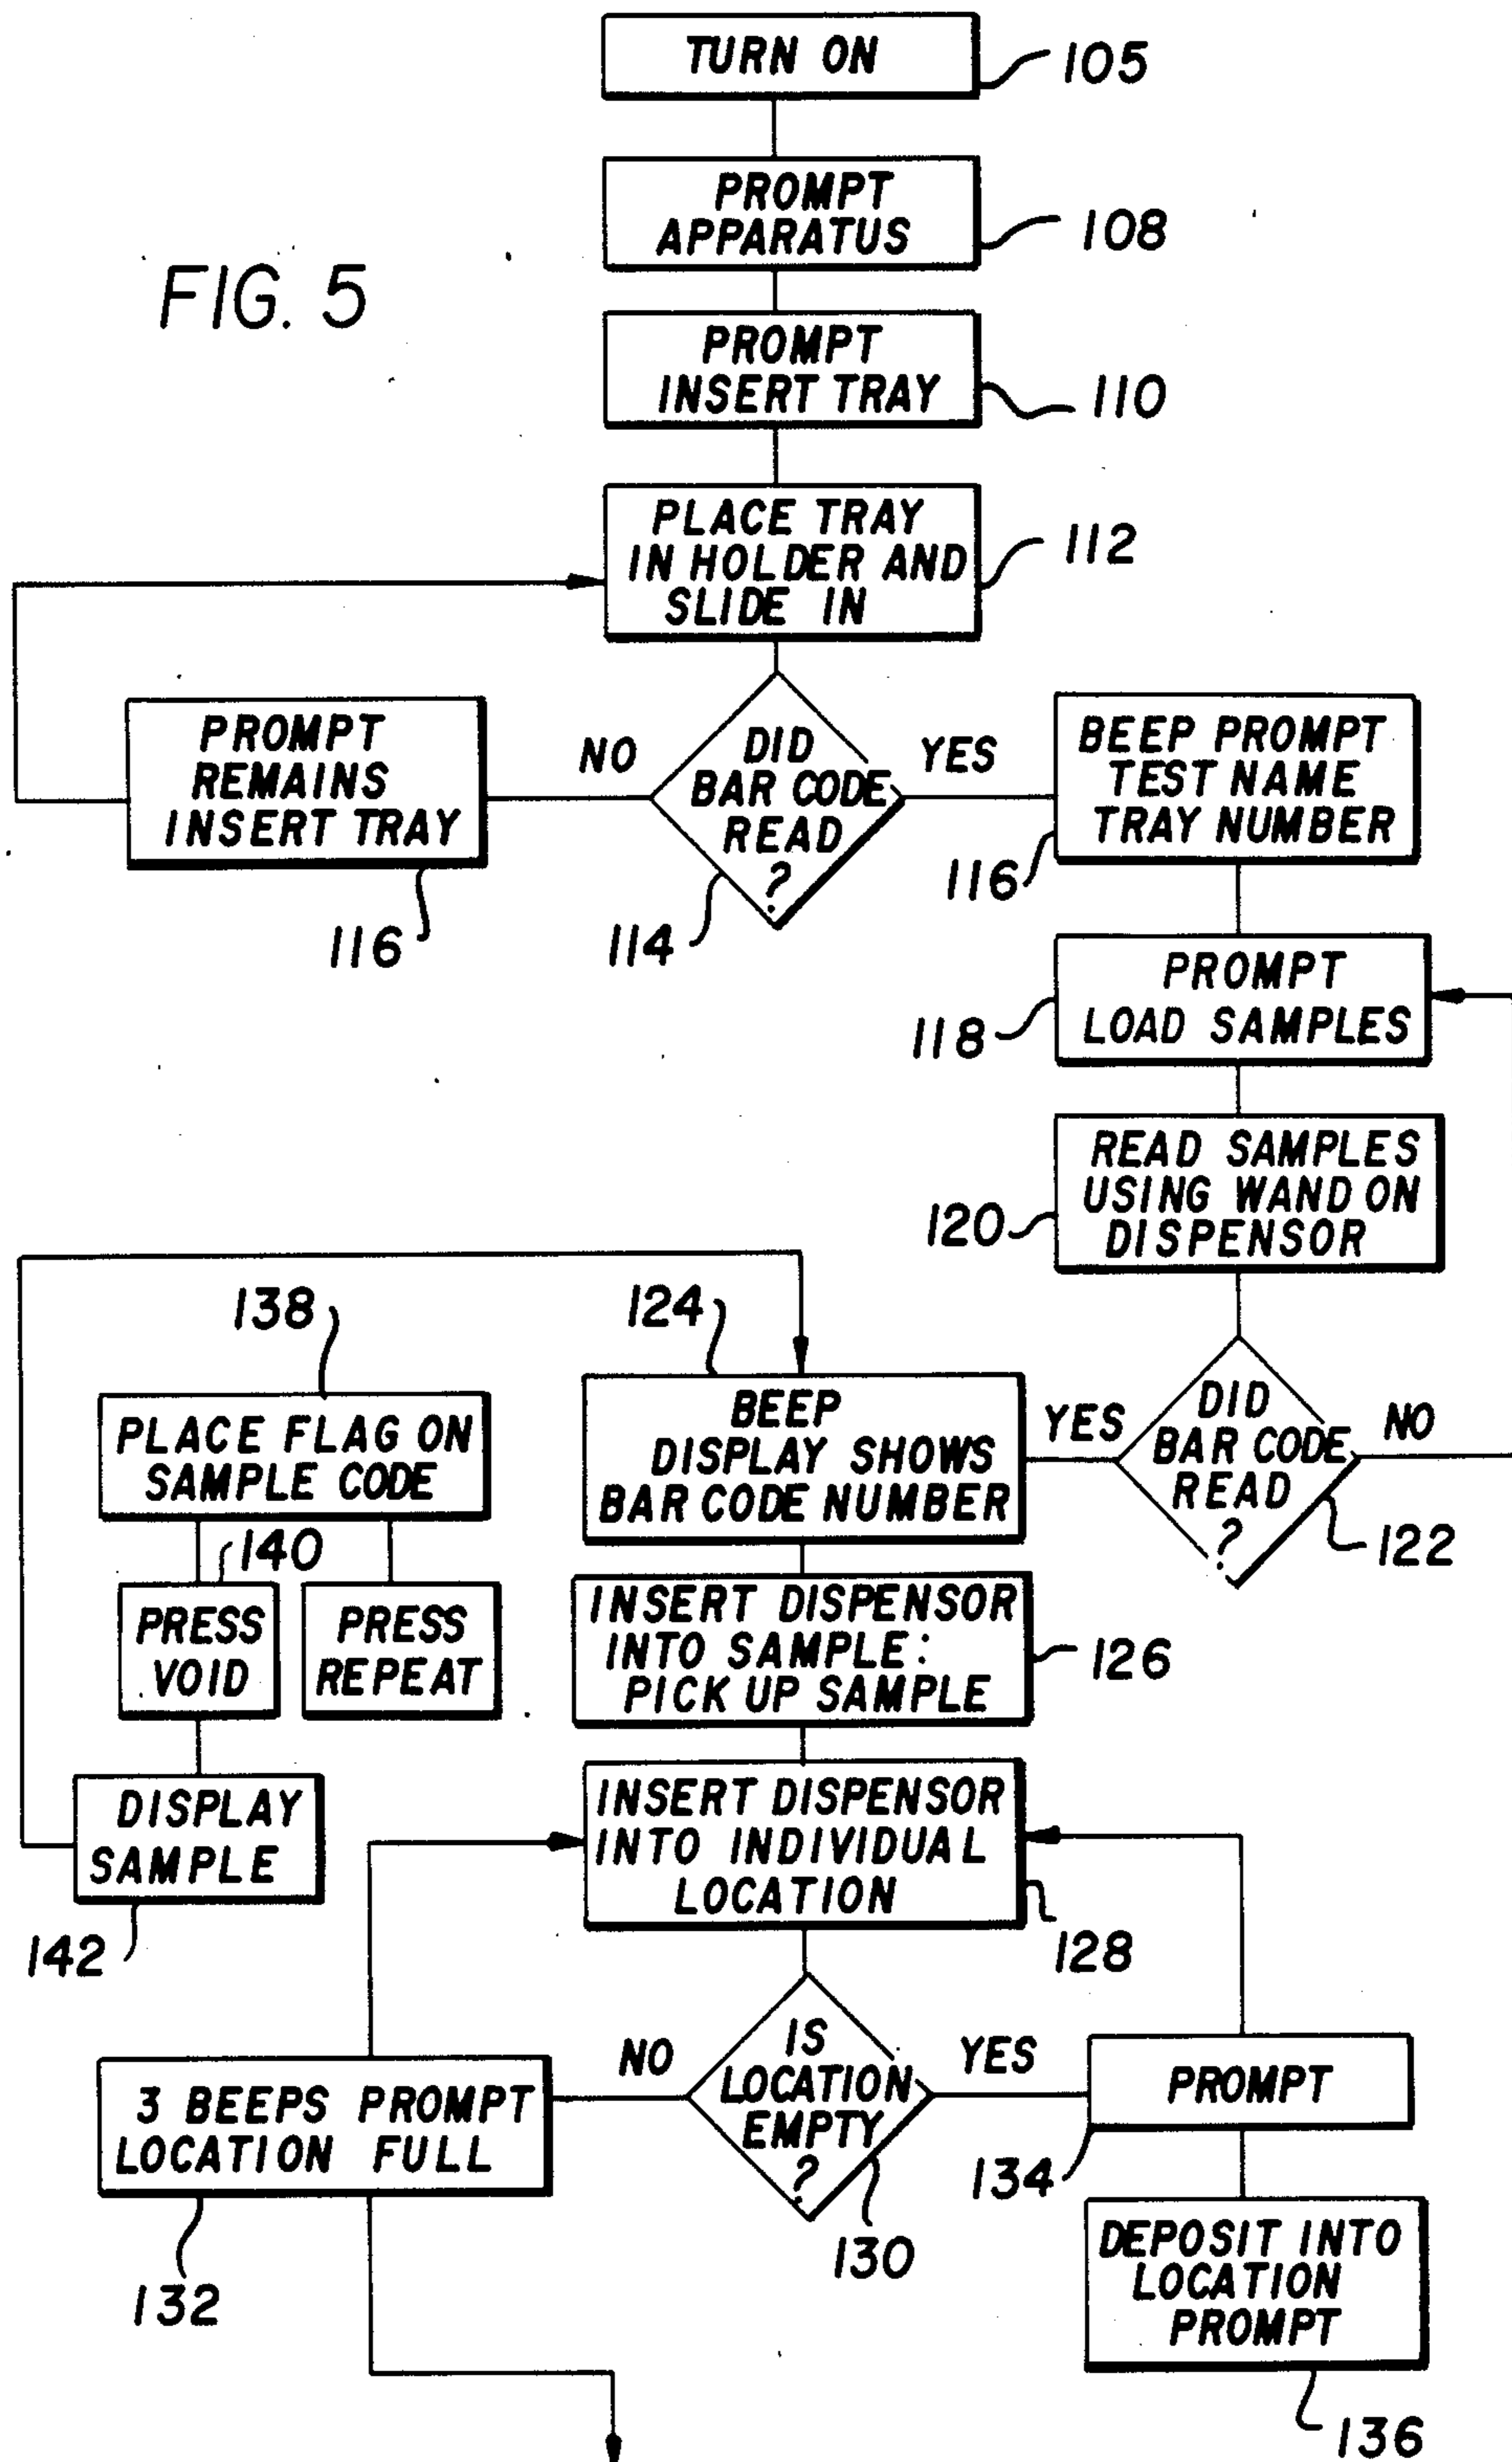 TURN ON
105
PROMPT
APPARATUS
108
FIG. 5
PROMPT
INSERT TRAY
110
PLACE TRAY
IN HOLDER AND
SLIDE IN
112
PROMPT
REMAINS
INSERT TRAY
116
NO
DID
BAR CODE
READ
?
114
YES
BEEP PROMPT
TEST NAME
TRAY NUMBER
116
PROMPT
LOAD SAMPLES
118
READ SAMPLES
USING WAND ON
DISPENSOR
120
DID
BAR CODE
READ
?
122
NO
YES
124
BEEP
DISPLAY SHOWS
BAR CODE NUMBER
138
PLACE FLAG ON
SAMPLE CODE
140
PRESS
VOID
PRESS
REPEAT
DISPLAY
SAMPLE
142
INSERT DISPENSOR
INTO SAMPLE:
PICK UP SAMPLE
126
INSERT DISPENSOR
INTO INDIVIDUAL
LOCATION
128
IS
LOCATION
EMPTY
?
130
NO
3 BEEPS PROMPT
LOCATION FULL
132
YES
PROMPT
134
DEPOSIT INTO
LOCATION
PROMPT
136